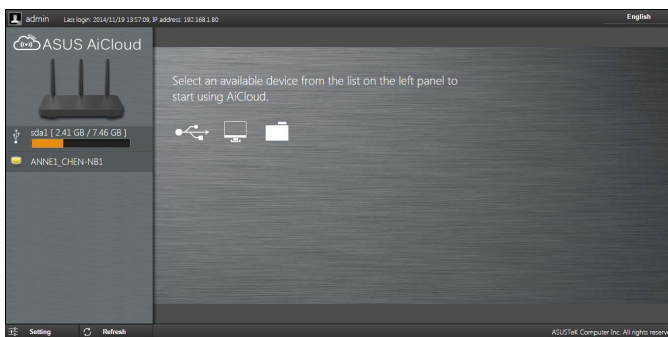 admin Last login: 2014/11/19 13:57:09, IP address: 192.168.1.80
English
ASUS AiCloud
Select an available device from the list on the left panel to
start using AiCloud.
sda1 [ 2.41 GB / 7.46 GB ]
ANNE1_CHEN-NB1
Setting Refresh
ASUSTeK Computer Inc. All rights reserve